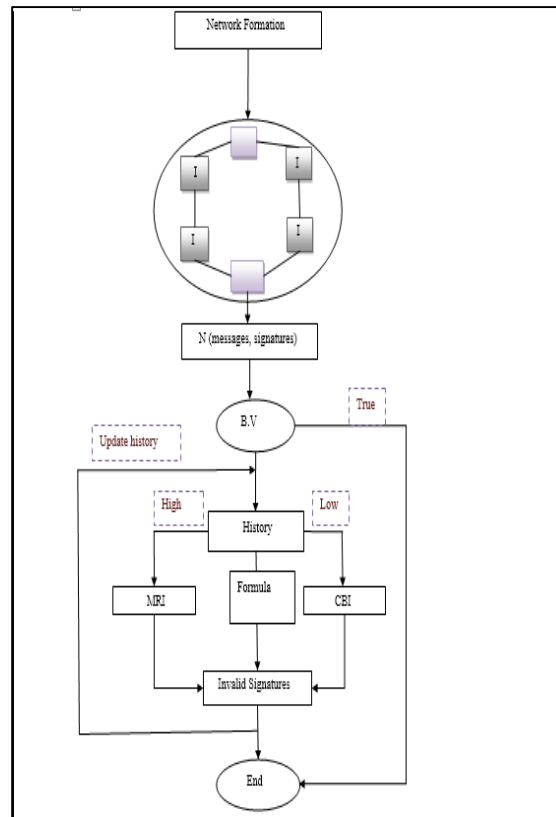 Network Formation
I
I
I
I
N (messages, signatures)
True
B.V
Update history
High
Low
History
Formula
MRI
CBI
Invalid Signatures
End